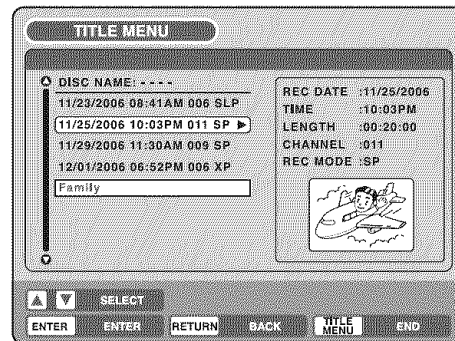 TITLE MENU
DISC NAME: - - - -
11/23/2006 08:41AM 006 SLP
11/25/2006 10:03PM 011 SP ▶
11/29/2006 11:30AM 009 SP
12/01/2006 06:52PM 006 XP
Family
REC DATE :11/25/2006
TIME :10:03PM
LENGTH :00:20:00
CHANNEL :011
REC MODE :SP
SELECT
ENTER ENTER RETURN BACK TITLE MENU END